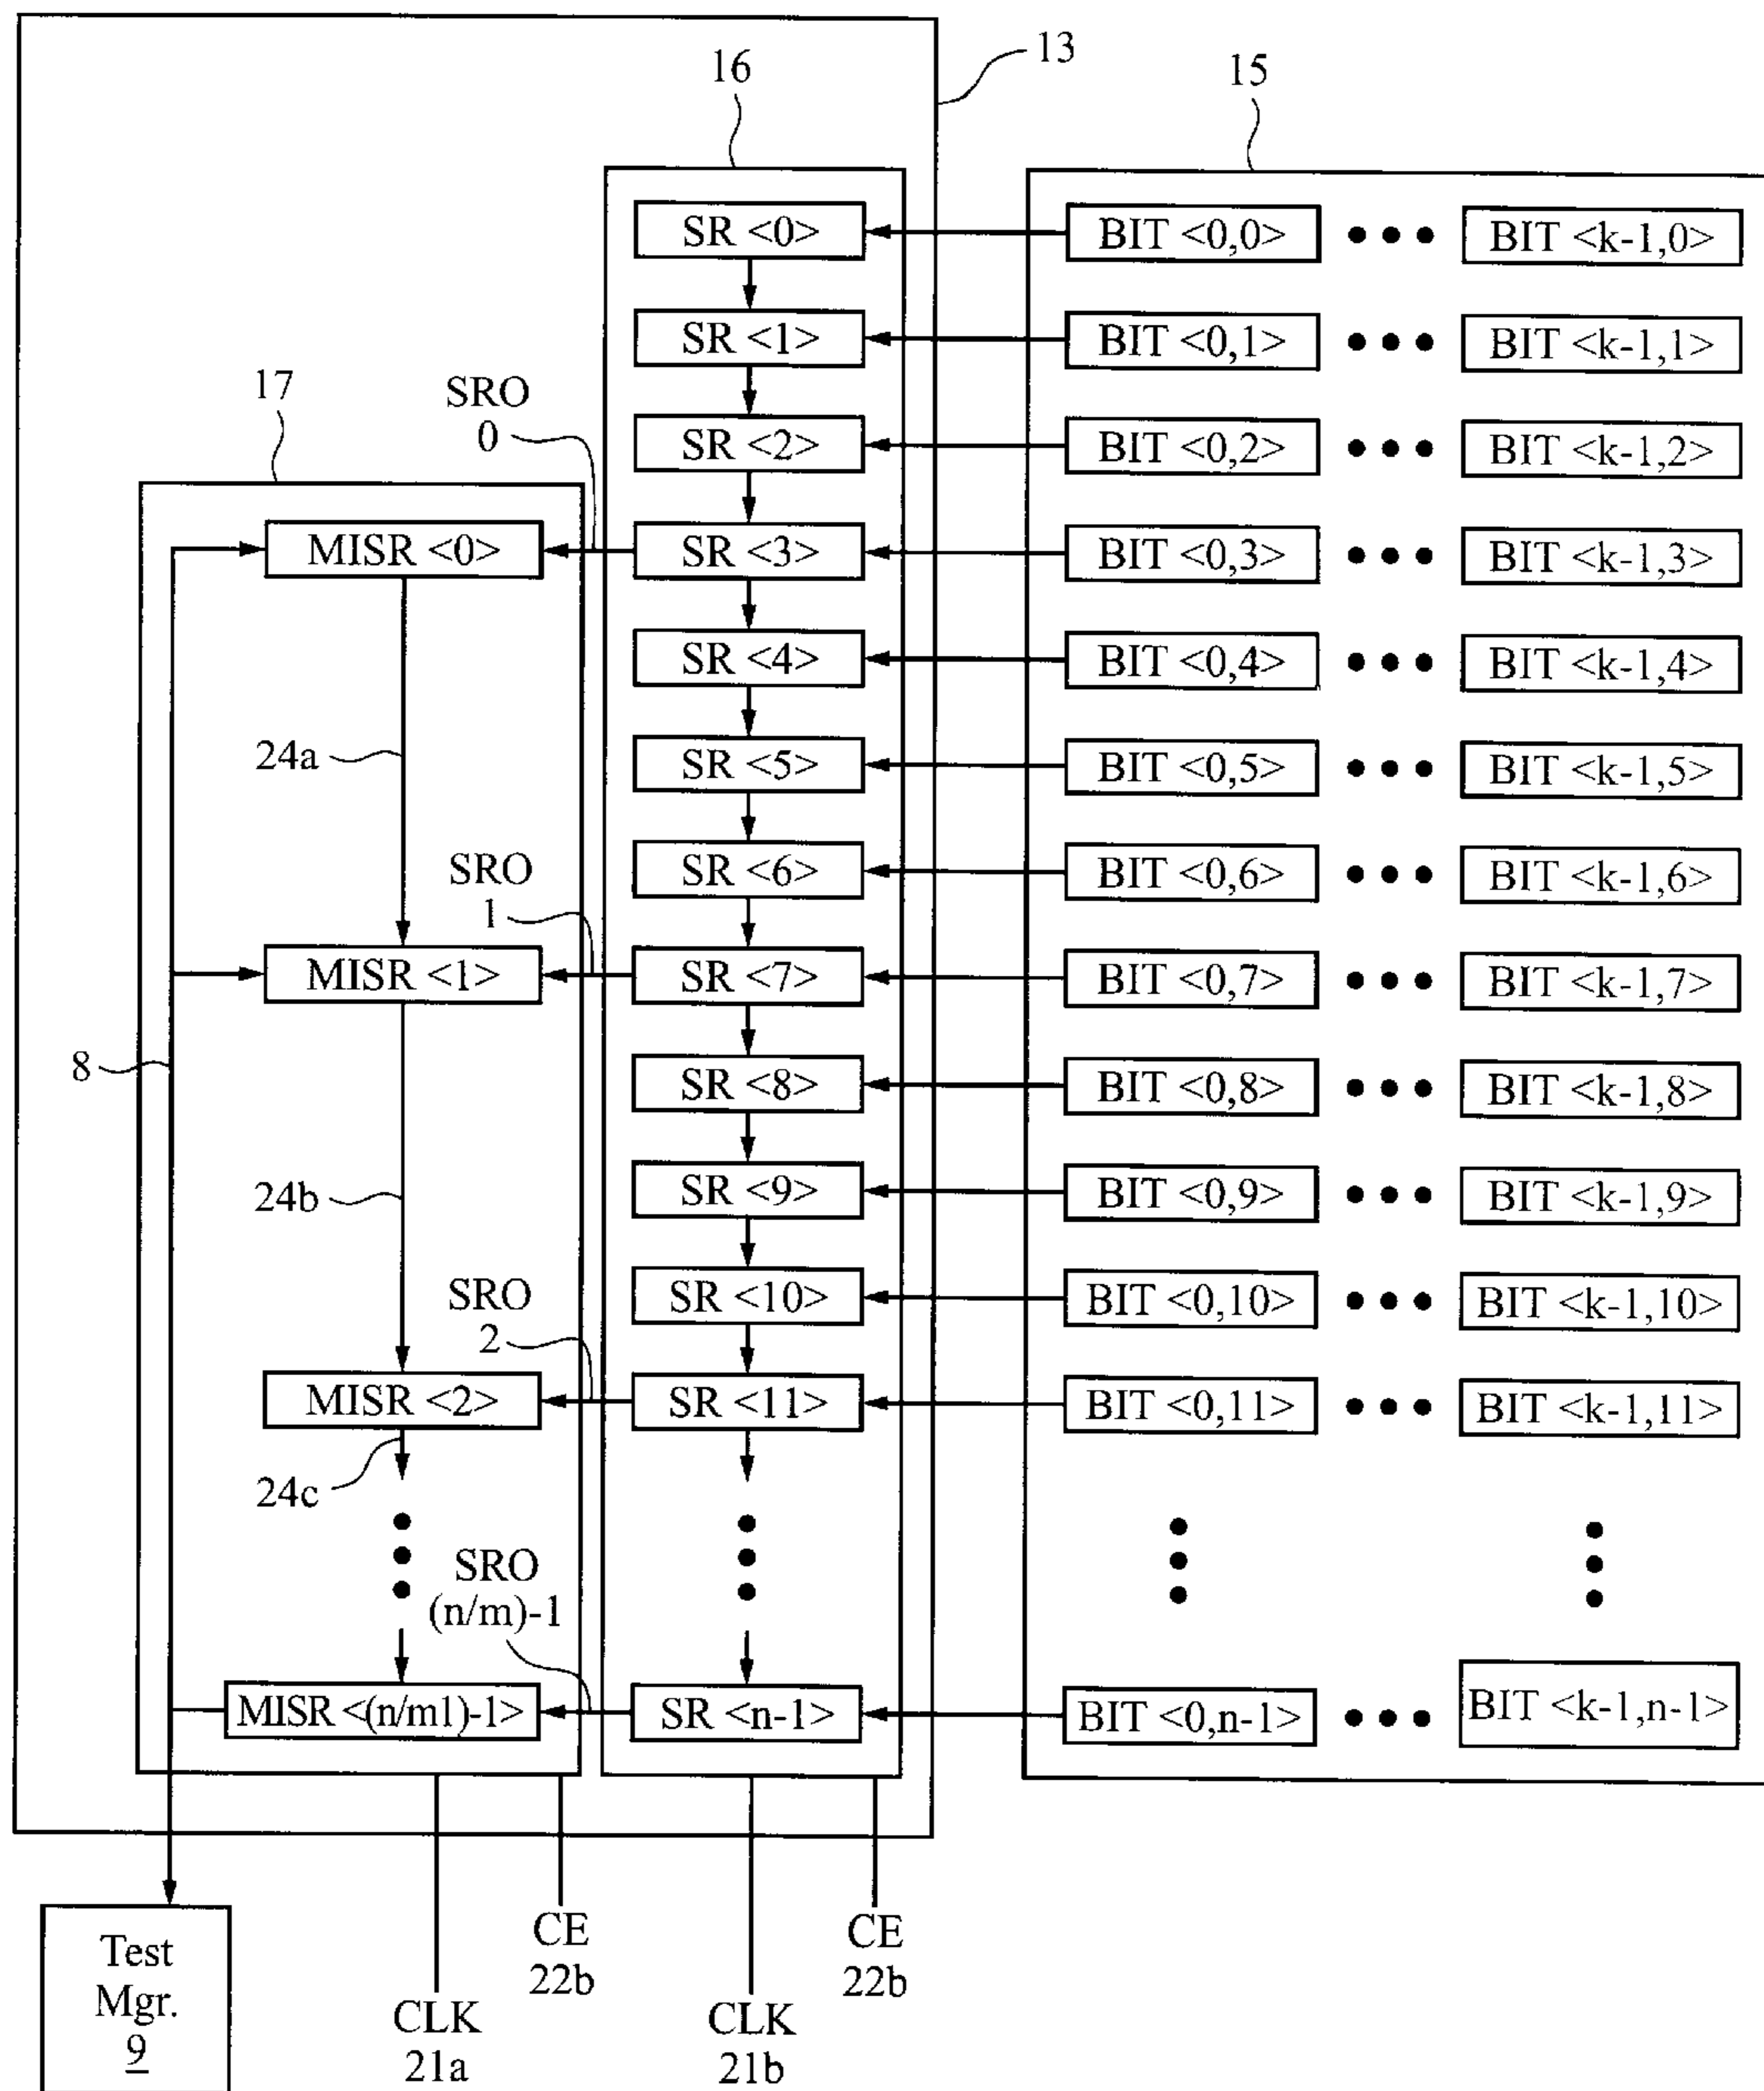 13
16
15
SR <0>
BIT <0,0>
BIT <k-1,0>
SR <1>
BIT <0,1>
BIT <k-1,1>
17
SRO
0
SR <2>
BIT <0,2>
BIT <k-1,2>
MISR <0>
SR <3>
BIT <0,3>
BIT <k-1,3>
SR <4>
BIT <0,4>
BIT <k-1,4>
24a
SR <5>
BIT <0,5>
BIT <k-1,5>
SRO
1
SR <6>
BIT <0,6>
BIT <k-1,6>
MISR <1>
SR <7>
BIT <0,7>
BIT <k-1,7>
8
SR <8>
BIT <0,8>
BIT <k-1,8>
24b
SR <9>
BIT <0,9>
BIT <k-1,9>
SRO
2
SR <10>
BIT <0,10>
BIT <k-1,10>
MISR <2>
SR <11>
BIT <0,11>
BIT <k-1,11>
24c
SRO
(n/m)-1
MISR <(n/m1)-1>
SR <n-1>
BIT <0,n-1>
BIT <k-1,n-1>
Test
Mgr.
9
CLK
21a
CE
22b
CLK
21b
CE
22b